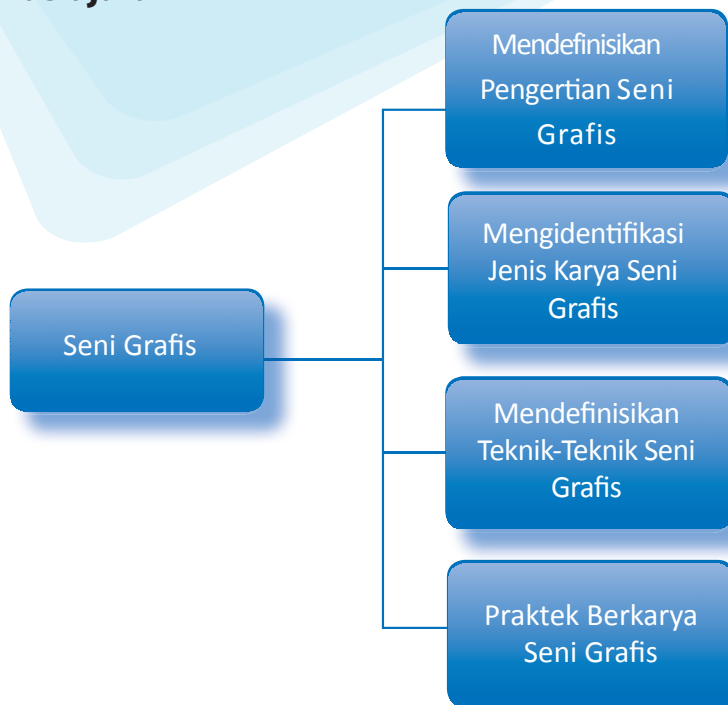 Mendefinisikan
Pengertian Seni
Grafis
Mengidentifikasi
Jenis Karya Seni
Grafis
Seni Grafis
Mendefinisikan
Teknik-Teknik Seni
Grafis
Praktek Berkarya
Seni Grafis